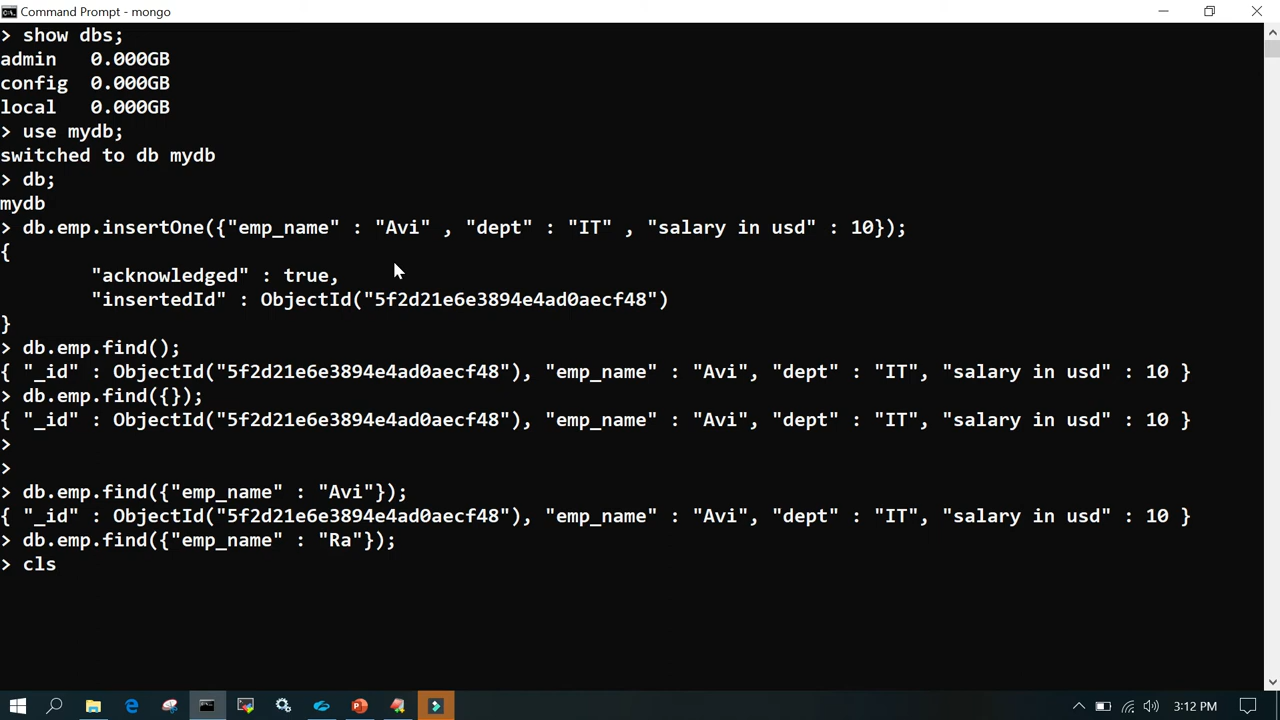 Command Prompt - mongo
> show dbs;
admin   0.000GB
config  0.000GB
local   0.000GB
> use mydb;
switched to db mydb
> db;
mydb
> db.emp.insertOne({"emp_name" : "Avi" , "dept" : "IT" , "salary in usd" : 10});
{
        "acknowledged" : true,
        "insertedId" : ObjectId("5f2d21e6e3894e4ad0aecf48")
}
> db.emp.find();
{ "_id" : ObjectId("5f2d21e6e3894e4ad0aecf48"), "emp_name" : "Avi", "dept" : "IT", "salary in usd" : 10 }
> db.emp.find({});
{ "_id" : ObjectId("5f2d21e6e3894e4ad0aecf48"), "emp_name" : "Avi", "dept" : "IT", "salary in usd" : 10 }
>
>
> db.emp.find({"emp_name" : "Avi"});
{ "_id" : ObjectId("5f2d21e6e3894e4ad0aecf48"), "emp_name" : "Avi", "dept" : "IT", "salary in usd" : 10 }
> db.emp.find({"emp_name" : "Ra"});
> cls
3:12 PM